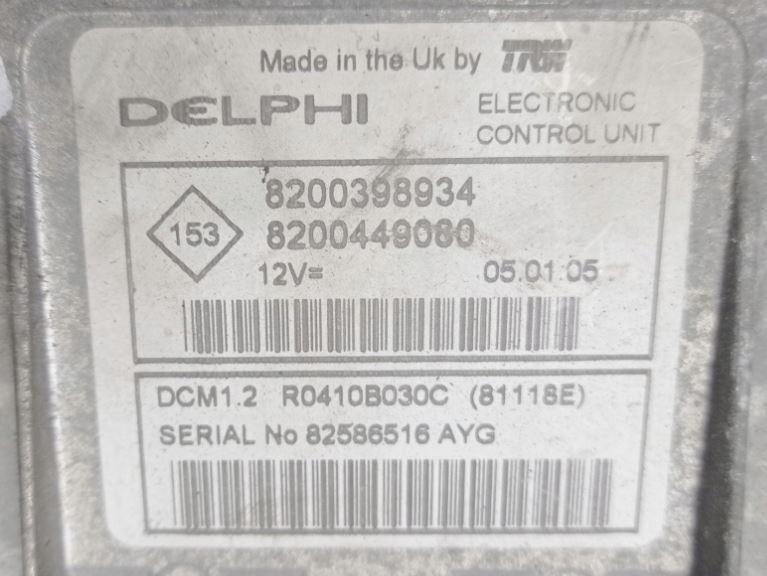 Made in the Uk by TRW
DELPHI
ELECTRONIC
CONTROL UNIT
8200398934
153
8200449080
12V=
05.01.05
DCM1.2 R0410B030C (81118E)
SERIAL No 82586516 AYG